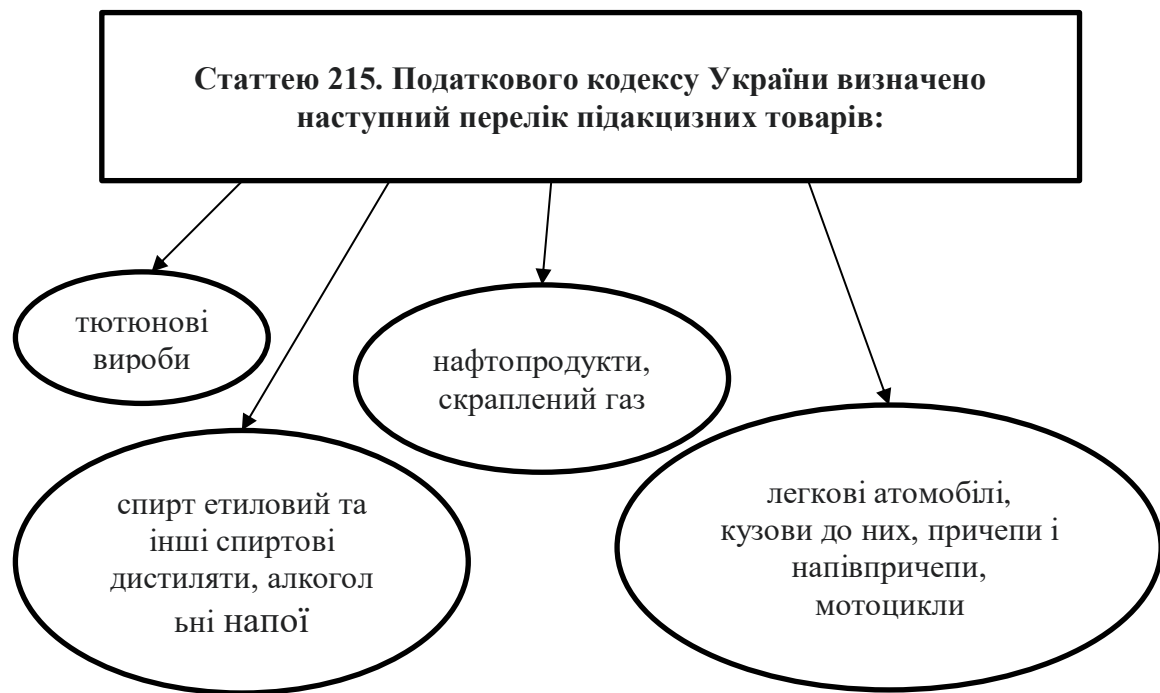 Статтею 215. Податкового кодексу України визначено
наступний перелік підакцизних товарів:
тютюнові
вироби
нафтопродукти,
скраплений газ
спирт етиловий та
інші спиртові
дистиляти, алкогол
ьні напої
легкові атомобілі,
кузови до них, причепи і
напівпричепи,
мотоцикли